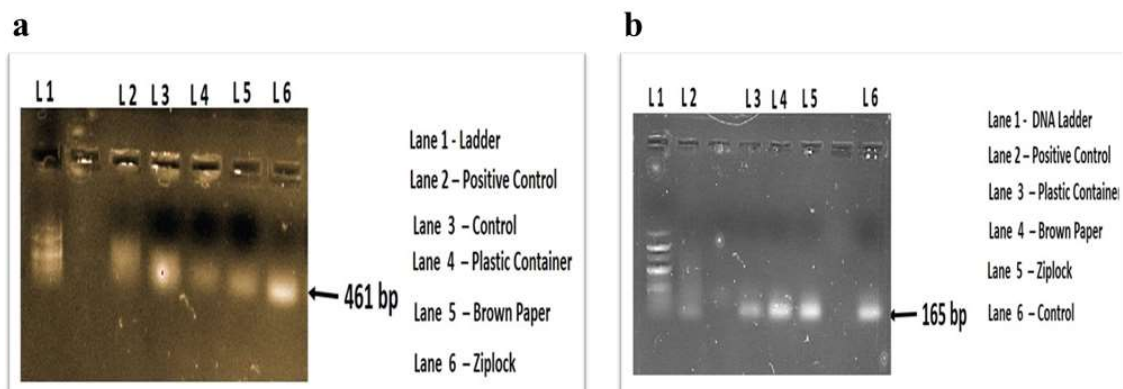 a
L1 L2 L3 L4 L5 L6
Lane 1 - Ladder
Lane 2 – Positive Control
Lane 3 – Control
Lane 4 – Plastic Container
461 bp
Lane 5 – Brown Paper
Lane 6 – Ziplock
b
L1 L2 L3 L4 L5 L6
Lane 1 - DNA Ladder
Lane 2 – Positive Control
Lane 3 – Plastic Container
Lane 4 – Brown Paper
Lane 5 – Ziplock
165 bp
Lane 6 – Control